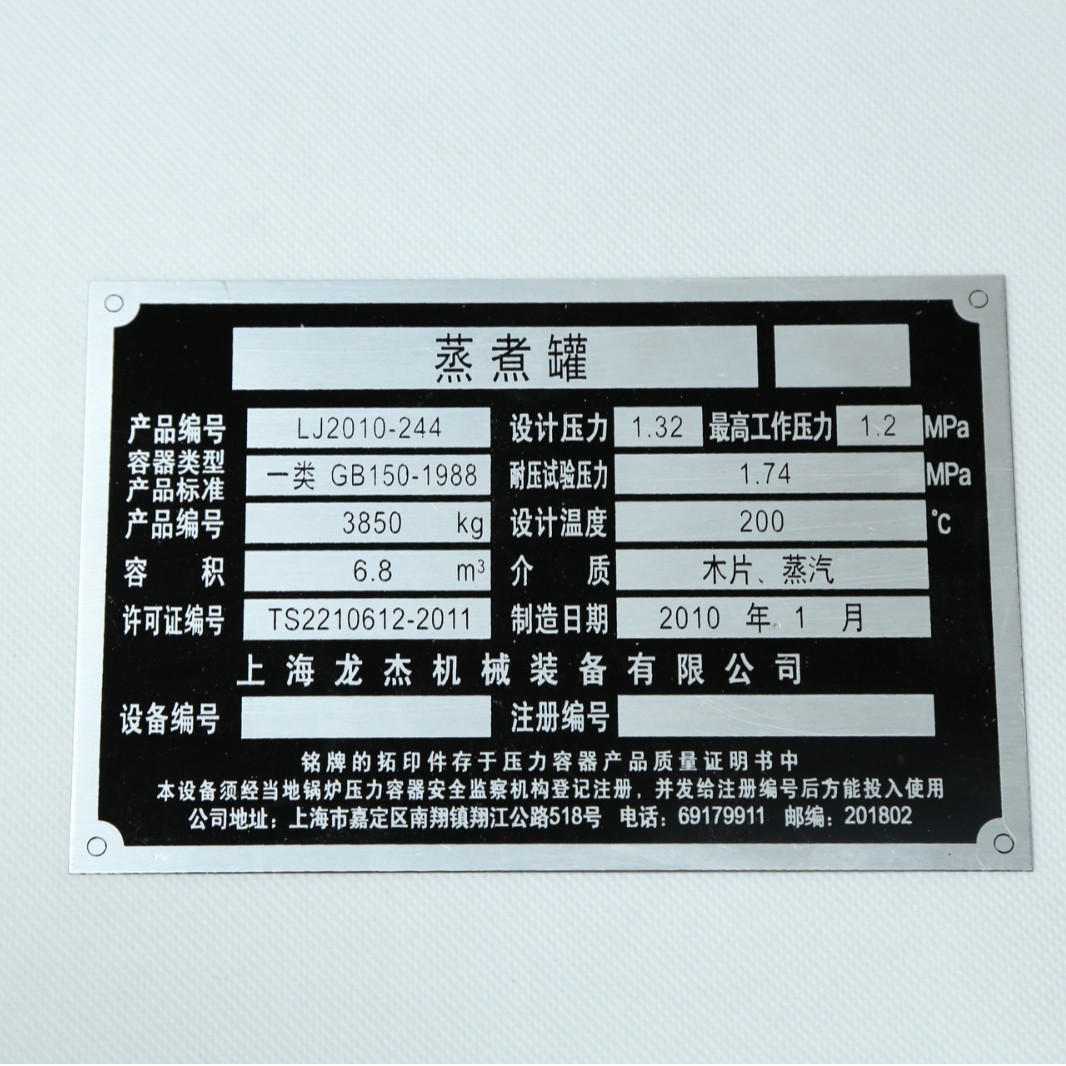 蒸煮罐
产品编号 LJ2010-244 设计压力 1.32 最高工作压力 1.2 MPa
容器类型
产品标准 一类 GB150-1988 耐压试验压力 1.74 MPa
产品编号 3850 kg 设计温度 200 ℃
容积 6.8 m³ 介质 木片、蒸汽
许可证编号 TS2210612-2011 制造日期 2010 年 1 月
上海龙杰机械装备有限公司
设备编号 注册编号
铭牌的拓印件存于压力容器产品质量证明书中
本设备须经当地锅炉压力容器安全监察机构登记注册，并发给注册编号后方能投入使用
公司地址：上海市嘉定区南翔镇翔江公路518号 电话：69179911 邮编：201802